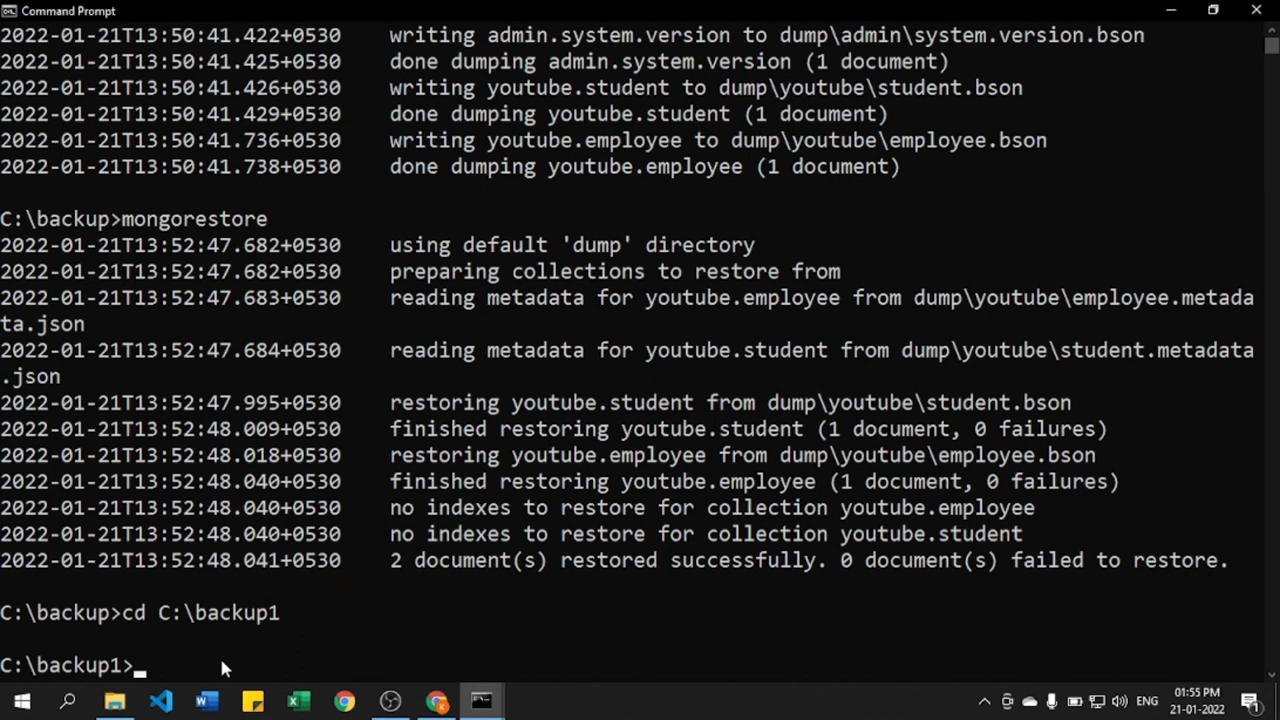 Command Prompt
2022-01-21T13:50:41.422+0530    writing admin.system.version to dump\admin\system.version.bson
2022-01-21T13:50:41.425+0530    done dumping admin.system.version (1 document)
2022-01-21T13:50:41.426+0530    writing youtube.student to dump\youtube\student.bson
2022-01-21T13:50:41.429+0530    done dumping youtube.student (1 document)
2022-01-21T13:50:41.736+0530    writing youtube.employee to dump\youtube\employee.bson
2022-01-21T13:50:41.738+0530    done dumping youtube.employee (1 document)
C:\backup>mongorestore
2022-01-21T13:52:47.682+0530    using default 'dump' directory
2022-01-21T13:52:47.682+0530    preparing collections to restore from
2022-01-21T13:52:47.683+0530    reading metadata for youtube.employee from dump\youtube\employee.metada
ta.json
2022-01-21T13:52:47.684+0530    reading metadata for youtube.student from dump\youtube\student.metadata
.json
2022-01-21T13:52:47.995+0530    restoring youtube.student from dump\youtube\student.bson
2022-01-21T13:52:48.009+0530    finished restoring youtube.student (1 document, 0 failures)
2022-01-21T13:52:48.018+0530    restoring youtube.employee from dump\youtube\employee.bson
2022-01-21T13:52:48.040+0530    finished restoring youtube.employee (1 document, 0 failures)
2022-01-21T13:52:48.040+0530    no indexes to restore for collection youtube.employee
2022-01-21T13:52:48.040+0530    no indexes to restore for collection youtube.student
2022-01-21T13:52:48.041+0530    2 document(s) restored successfully. 0 document(s) failed to restore.
C:\backup>cd C:\backup1
C:\backup1>
ENG
01:55 PM
21-01-2022